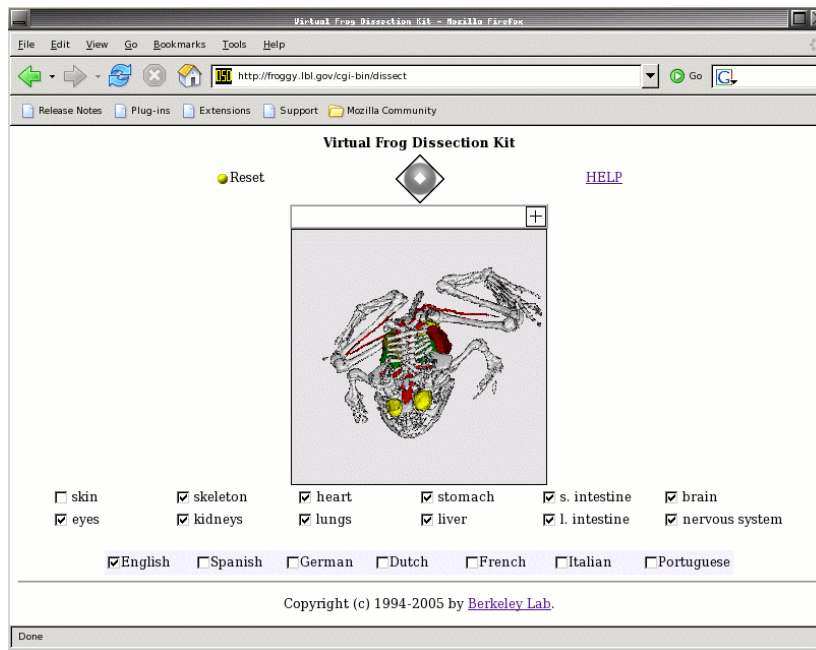 Virtual Frog Dissection Kit - Mozilla Firefox
File Edit View Go Bookmarks Tools Help
http://froggy.lbl.gov/cgi-bin/dissect Go G
Release Notes Plug-ins Extensions Support Mozilla Community
Virtual Frog Dissection Kit
Reset HELP
skin skeleton heart stomach s. intestine brain
eyes kidneys lungs liver l. intestine nervous system
English Spanish German Dutch French Italian Portuguese
Copyright (c) 1994-2005 by Berkeley Lab.
Done